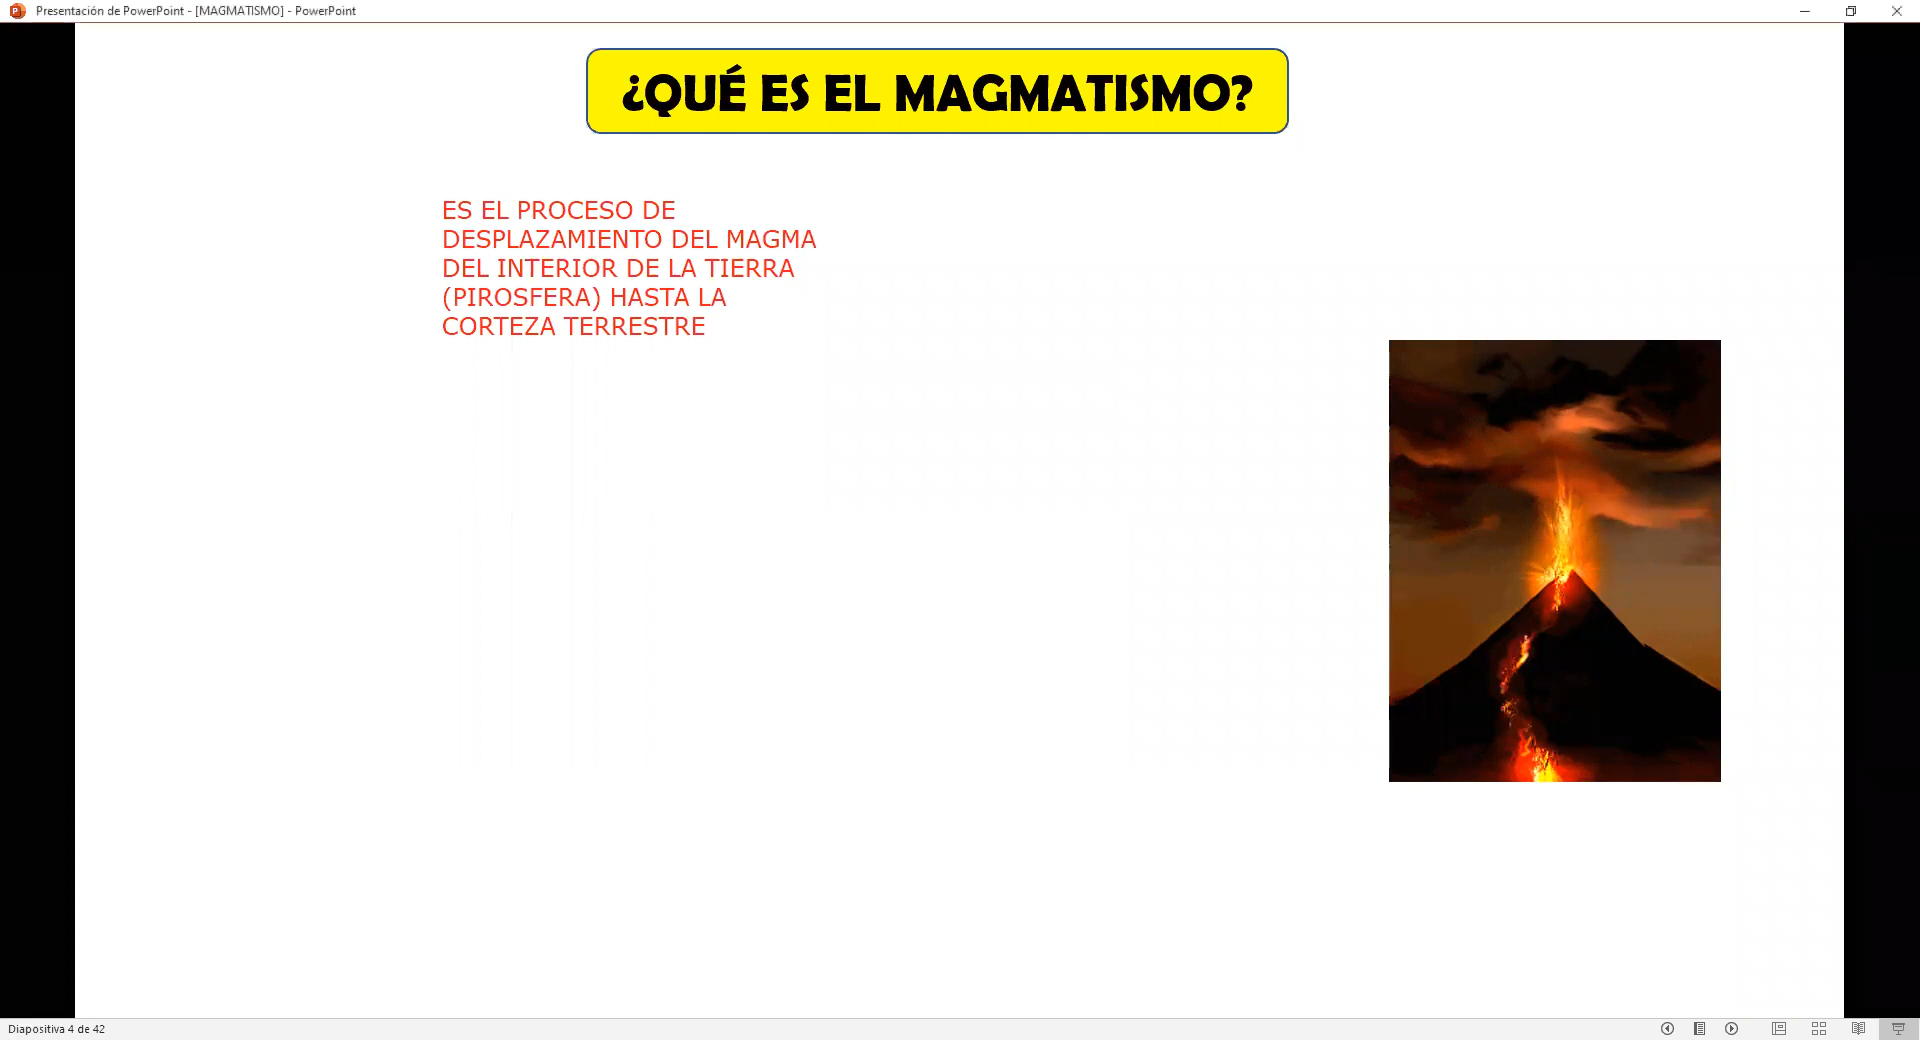 Presentación de PowerPoint - [MAGMATISMO] - PowerPoint
¿QUÉ ES EL MAGMATISMO?
ES EL PROCESO DE
DESPLAZAMIENTO DEL MAGMA
DEL INTERIOR DE LA TIERRA
(PIROSFERA) HASTA LA
CORTEZA TERRESTRE
Diapositiva 4 de 42